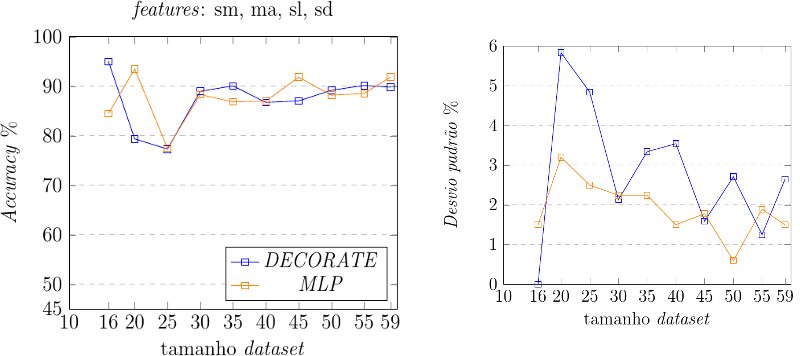 features: sm, ma, sl, sd
Accuracy %
100
90
80
70
60
50
45
10 16 20 25 30 35 40 45 50 55 59
tamanho dataset
DECORATE
MLP
Desvio padrão %
6
5
4
3
2
1
0
10 16 20 25 30 35 40 45 50 55 59
tamanho dataset